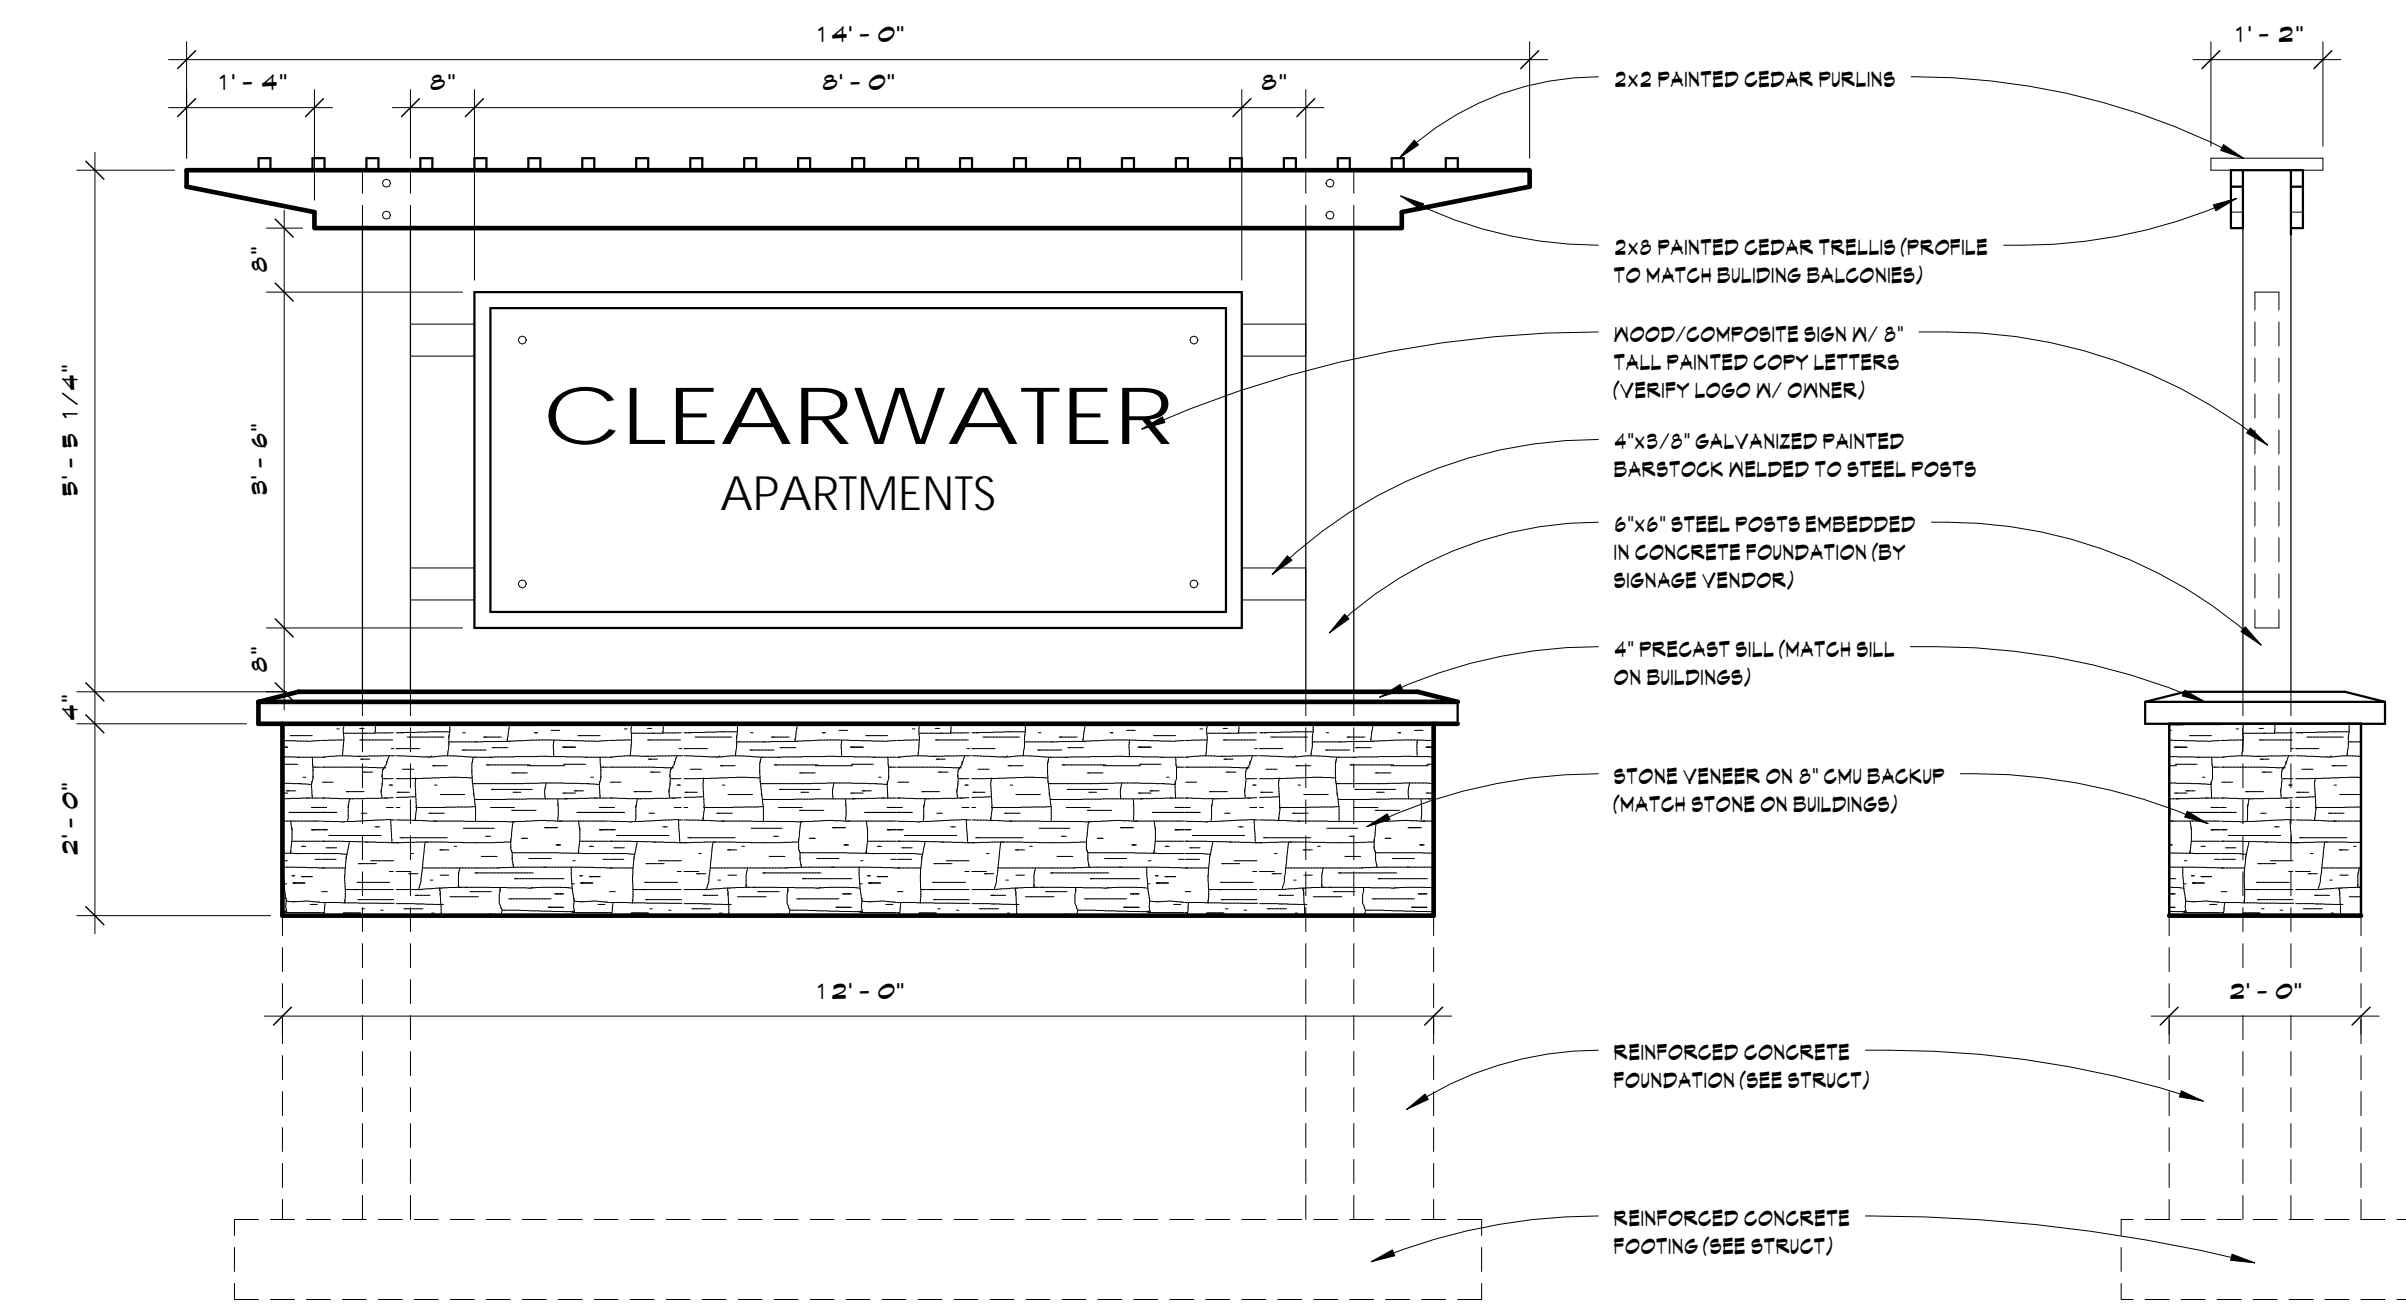 14'-0"
1'-2"
1'-4"
8"
8'-0"
8"
2x2 PAINTED CEDAR PURLINS
2x8 PAINTED CEDAR TRELLIS (PROFILE
TO MATCH BULIDING BALCONIES)
8"
WOOD/COMPOSITE SIGN W/ 8"
TALL PAINTED COPY LETTERS
(VERIFY LOGO W/ OWNER)
CLEARWATER
APARTMENTS
5'-5 1/4"
3'-6"
4"x3/8" GALVANIZED PAINTED
BARSTOCK WELDED TO STEEL POSTS
6"x6" STEEL POSTS EMBEDDED
IN CONCRETE FOUNDATION (BY
SIGNAGE VENDOR)
8"
4" PRECAST SILL (MATCH SILL
ON BUILDINGS)
4"
2'-0"
STONE VENEER ON 8" CMU BACKUP
(MATCH STONE ON BUILDINGS)
12'-0"
2'-0"
REINFORCED CONCRETE
FOUNDATION (SEE STRUCT)
REINFORCED CONCRETE
FOOTING (SEE STRUCT)